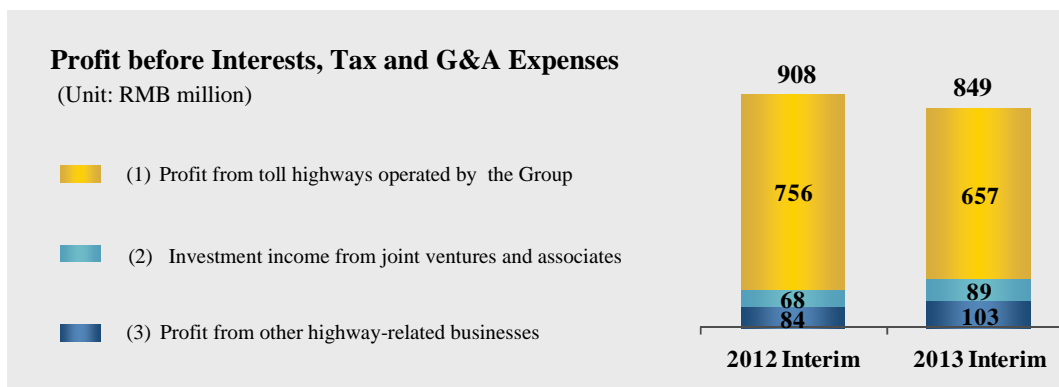 Profit before Interests, Tax and G&A Expenses
(Unit: RMB million)
(1) Profit from toll highways operated by the Group
(2) Investment income from joint ventures and associates
(3) Profit from other highway-related businesses
908
849
756
657
68
89
84
103
2012 Interim
2013 Interim